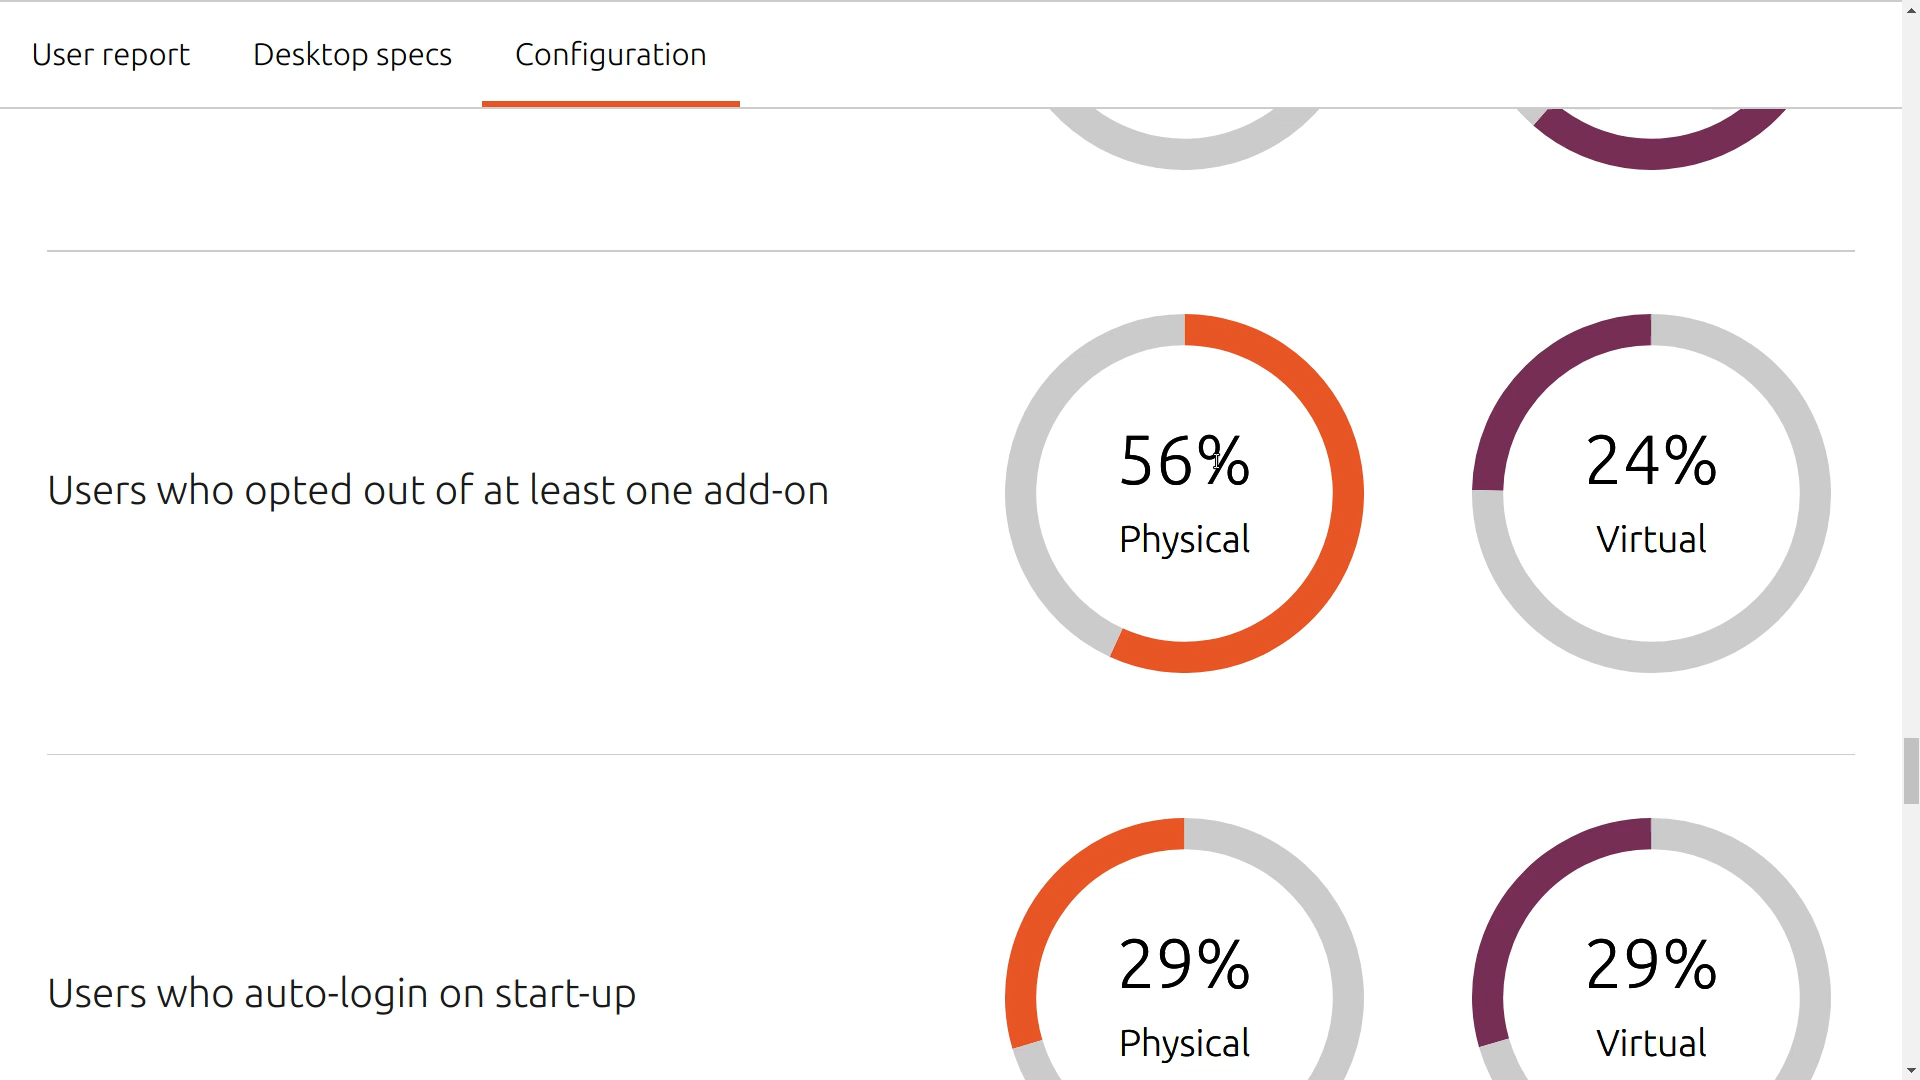 User report
Desktop specs
Configuration
Users who opted out of at least one add-on
56%
Physical
24%
Virtual
Users who auto-login on start-up
29%
Physical
29%
Virtual